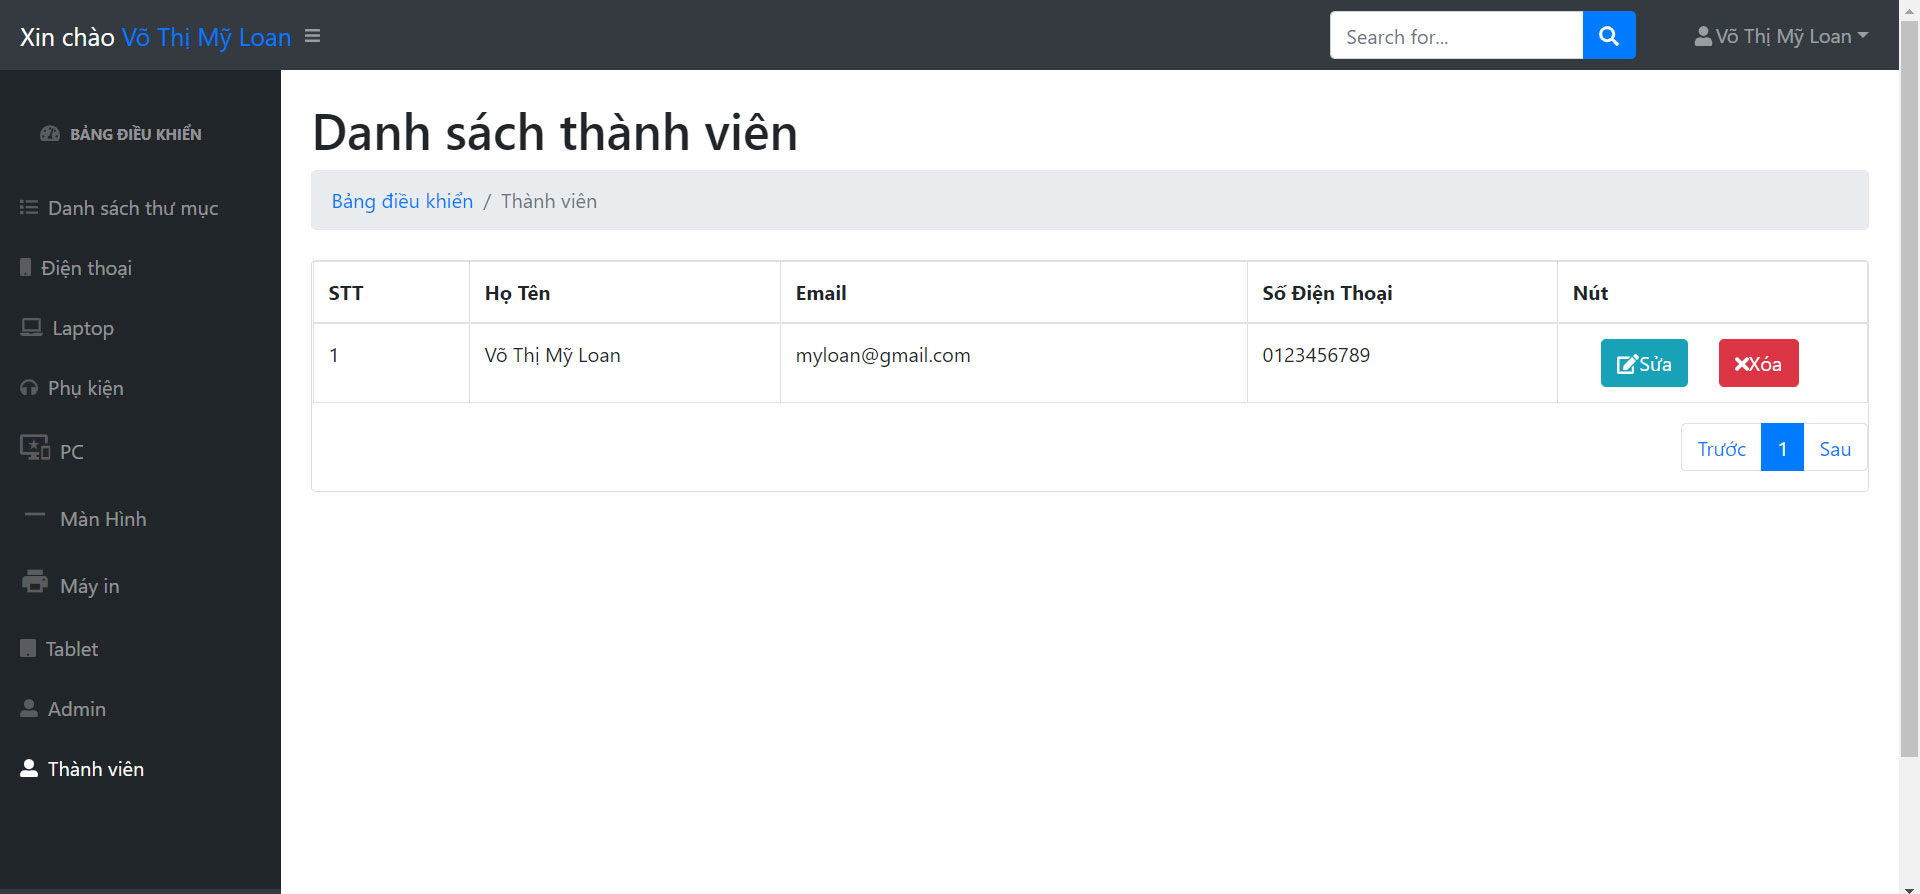 Xin chào Võ Thị Mỹ Loan
Search for...
Võ Thị Mỹ Loan
BẢNG ĐIỀU KHIỂN
Danh sách thư mục
Điện thoại
Laptop
Phụ kiện
PC
Màn Hình
Máy in
Tablet
Admin
Thành viên
Danh sách thành viên
Bảng điều khiển / Thành viên
STT Họ Tên Email Số Điện Thoại Nút
1 Võ Thị Mỹ Loan myloan@gmail.com 0123456789 Sửa Xóa
Trước 1 Sau